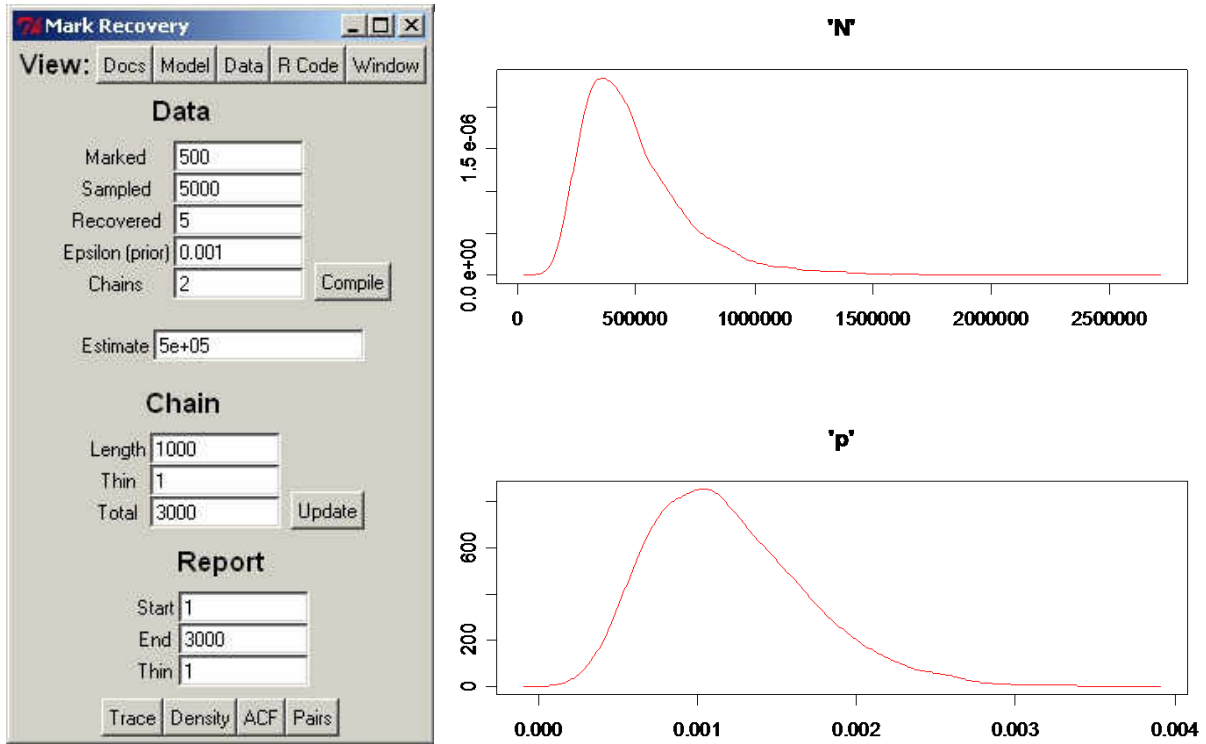 Mark Recovery
View: Docs Model Data R Code Window
Data
Marked 500
Sampled 5000
Recovered 5
Epsilon (prior) 0.001
Chains 2 Compile
Estimate 5e+05
Chain
Length 1000
Thin 1
Total 3000 Update
Report
Start 1
End 3000
Thin 1
Trace Density ACF Pairs
'N'
1.5 e-06
0.0 e+00
0 500000 1000000 1500000 2000000 2500000
'p'
600
200
0
0.000 0.001 0.002 0.003 0.004